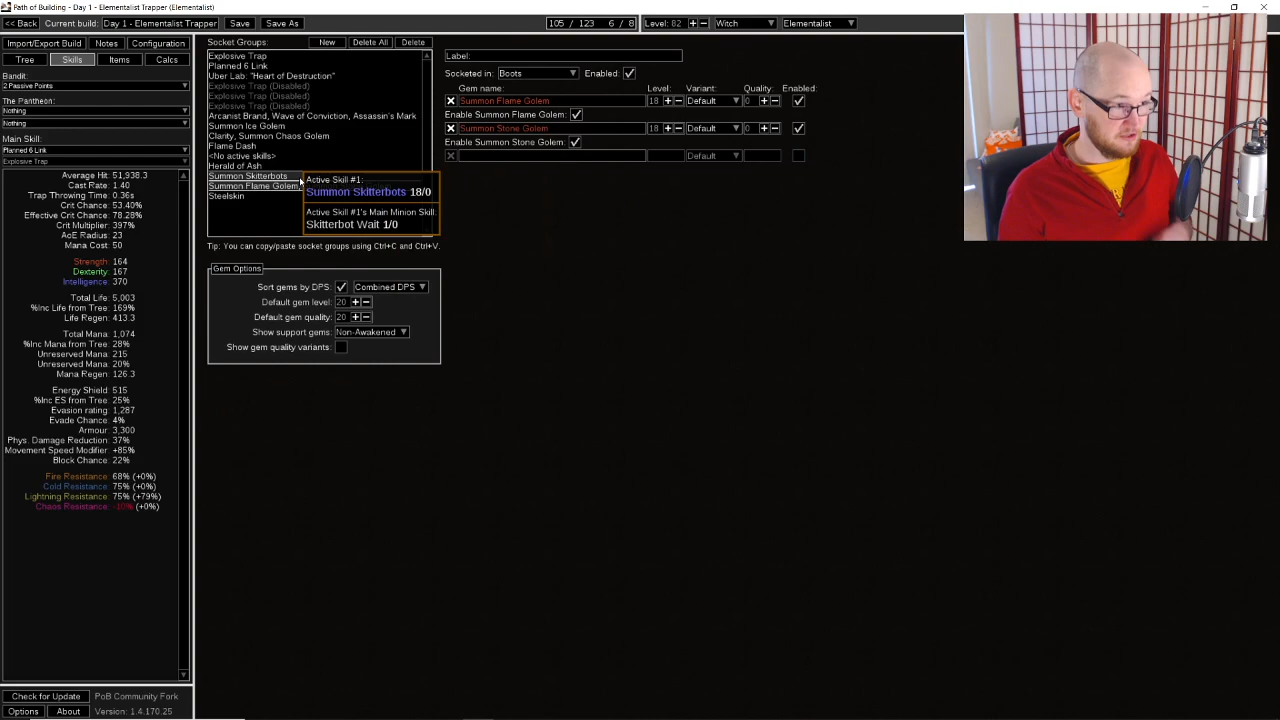 Path of Building - Day 1 - Elementalist Trapper (Elementalist)
<< Back Current build: Day 1 - Elementalist Trapper Save Save As 105 / 123 6 / 8 Level: 82 Witch Elementalist
Import/Export Build Notes Configuration
Tree Skills Items Calcs
Bandit:
2 Passive Points
The Pantheon:
Nothing
Nothing
Main Skill:
Planned 6 Link
Explosive Trap
Average Hit: 51,938.3
Cast Rate: 1.40
Trap Throwing Time: 0.36s
Crit Chance: 53.40%
Effective Crit Chance: 78.28%
Crit Multiplier: 397%
AoE Radius: 23
Mana Cost: 50
Strength: 164
Dexterity: 167
Intelligence: 370
Total Life: 5,003
%Inc Life from Tree: 169%
Life Regen: 413.3
Total Mana: 1,074
%Inc Mana from Tree: 28%
Unreserved Mana: 215
Unreserved Mana: 20%
Mana Regen: 126.3
Energy Shield: 515
%Inc ES from Tree: 25%
Evasion rating: 1,287
Evade Chance: 4%
Armour: 3,300
Phys. Damage Reduction: 37%
Movement Speed Modifier: +85%
Block Chance: 22%
Fire Resistance: 68% (+0%)
Cold Resistance: 75% (+0%)
Lightning Resistance: 75% (+79%)
Chaos Resistance: -10% (+0%)
Check for Update PoB Community Fork
Options About Version: 1.4.170.25
Socket Groups: New Delete All Delete
Explosive Trap
Planned 6 Link
Uber Lab: "Heart of Destruction"
Explosive Trap (Disabled)
Explosive Trap (Disabled)
Explosive Trap (Disabled)
Arcanist Brand, Wave of Conviction, Assassin's Mark
Summon Ice Golem
Clarity, Summon Chaos Golem
Flame Dash
<No active skills>
Herald of Ash
Summon Skitterbots
Summon Flame Golem,
Steelskin
Active Skill #1:
Summon Skitterbots 18/0
Active Skill #1's Main Minion Skill:
Skitterbot Wait 1/0
Tip: You can copy/paste socket groups using Ctrl+C and Ctrl+V.
Gem Options
Sort gems by DPS: Combined DPS
Default gem level: 20
Default gem quality: 20
Show support gems: Non-Awakened
Show gem quality variants:
Label:
Socketed in: Boots Enabled:
Gem name: Level: Variant: Quality: Enabled:
Summon Flame Golem 18 Default 0
Enable Summon Flame Golem:
Summon Stone Golem 18 Default 0
Enable Summon Stone Golem:
Default